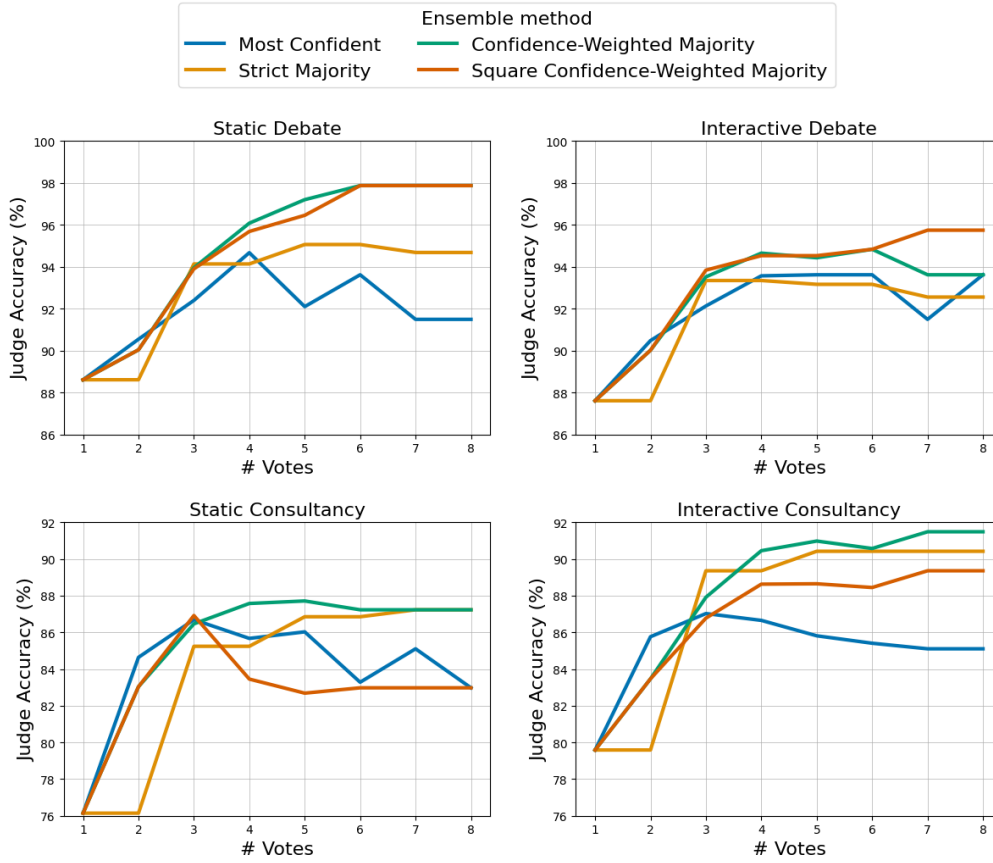 Ensemble method
Most Confident
Confidence-Weighted Majority
Strict Majority
Square Confidence-Weighted Majority
Static Debate
Judge Accuracy (%)
100
98
96
94
92
90
88
86
1 2 3 4 5 6 7 8
# Votes
Interactive Debate
Judge Accuracy (%)
100
98
96
94
92
90
88
86
1 2 3 4 5 6 7 8
# Votes
Static Consultancy
Judge Accuracy (%)
92
90
88
86
84
82
80
78
76
1 2 3 4 5 6 7 8
# Votes
Interactive Consultancy
Judge Accuracy (%)
92
90
88
86
84
82
80
78
76
1 2 3 4 5 6 7 8
# Votes